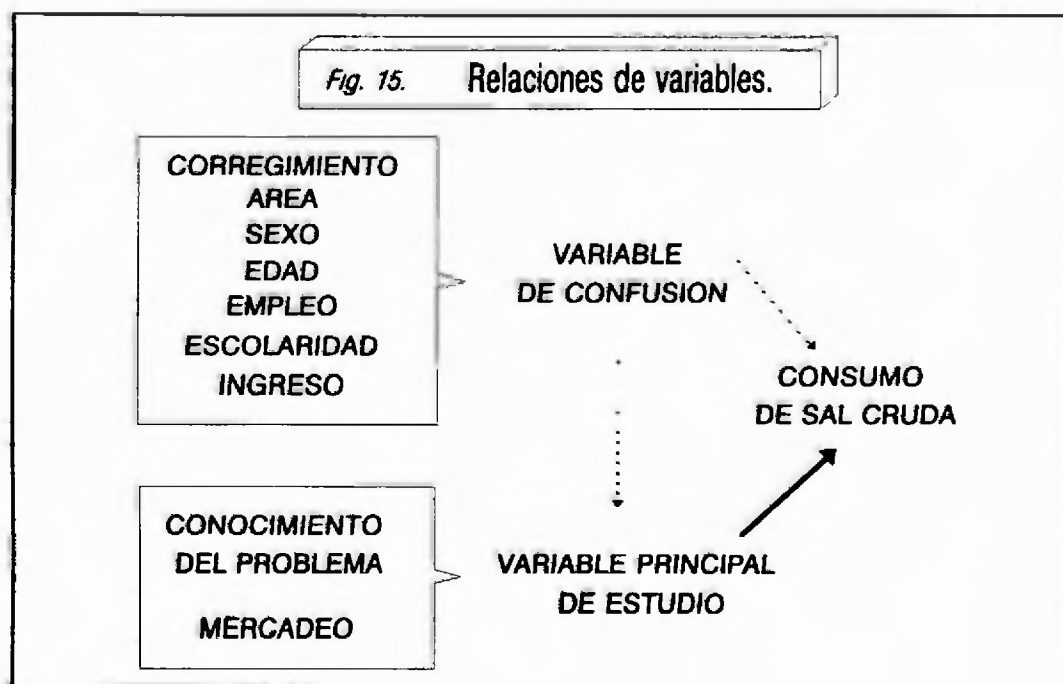 Fig. 15. Relaciones de variables.
CORREGIMIENTO
AREA
SEXO
EDAD
EMPLEO
ESCOLARIDAD
INGRESO
VARIABLE
DE CONFUSION
CONSUMO
DE SAL CRUDA
CONOCIMIENTO
DEL PROBLEMA
MERCADEO
VARIABLE PRINCIPAL
DE ESTUDIO